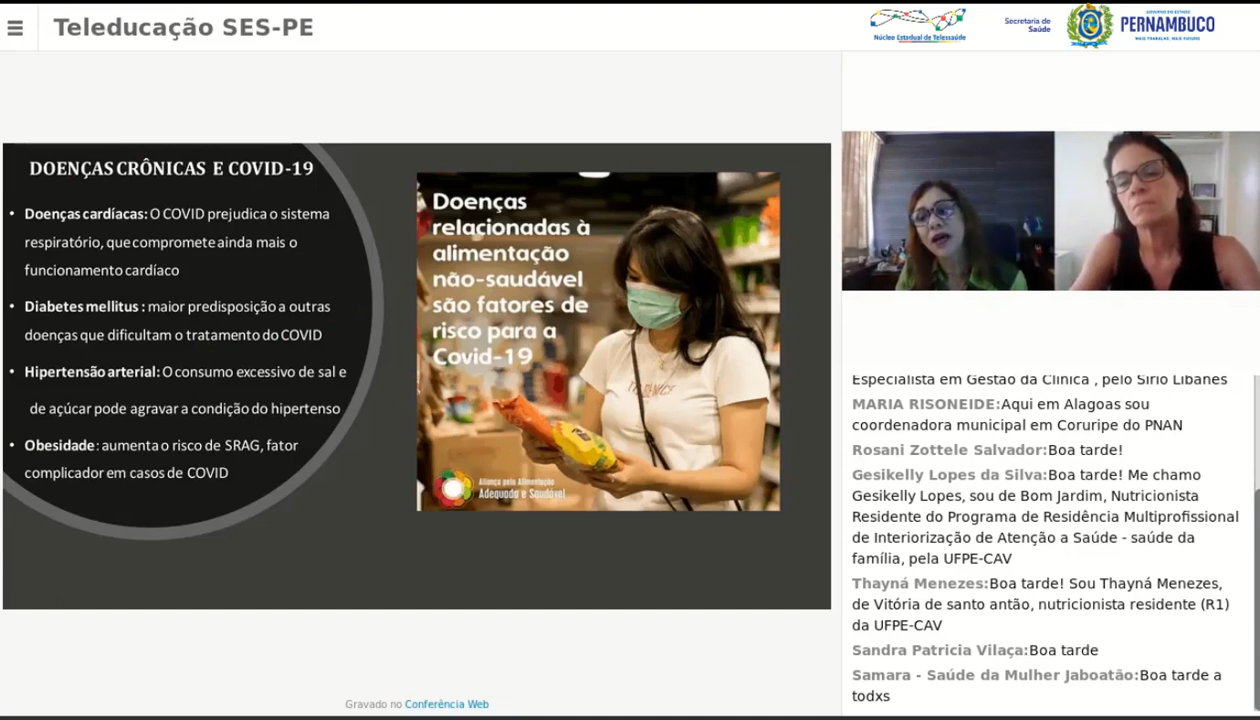 Teleducação SES-PE
Núcleo Estadual de Telessaúde
Secretaria de
Saúde
GOVERNO DO ESTADO
PERNAMBUCO
MAIS TRABALHO, MAIS FUTURO
DOENÇAS CRÔNICAS E COVID-19
• Doenças cardíacas: O COVID prejudica o sistema
respiratório, que compromete ainda mais o
funcionamento cardíaco
• Diabetes mellitus : maior predisposição a outras
doenças que dificultam o tratamento do COVID
• Hipertensão arterial: O consumo excessivo de sal e
de açúcar pode agravar a condição do hipertenso
• Obesidade: aumenta o risco de SRAG, fator
complicador em casos de COVID
Doenças
relacionadas à
alimentação
não-saudável
são fatores de
risco para a
Covid-19
Aliança pela Alimentação
Adequada e Saudável
Especialista em Gestão da Clínica , pelo Sírio Libanês
MARIA RISONEIDE:Aqui em Alagoas sou
coordenadora municipal em Coruripe do PNAN
Rosani Zottele Salvador:Boa tarde!
Gesikelly Lopes da Silva:Boa tarde! Me chamo
Gesikelly Lopes, sou de Bom Jardim, Nutricionista
Residente do Programa de Residência Multiprofissional
de Interiorização de Atenção a Saúde - saúde da
família, pela UFPE-CAV
Thayná Menezes:Boa tarde! Sou Thayná Menezes,
de Vitória de santo antão, nutricionista residente (R1)
da UFPE-CAV
Sandra Patricia Vilaça:Boa tarde
Samara - Saúde da Mulher Jaboatão:Boa tarde a
todxs
Gravado no Conferência Web